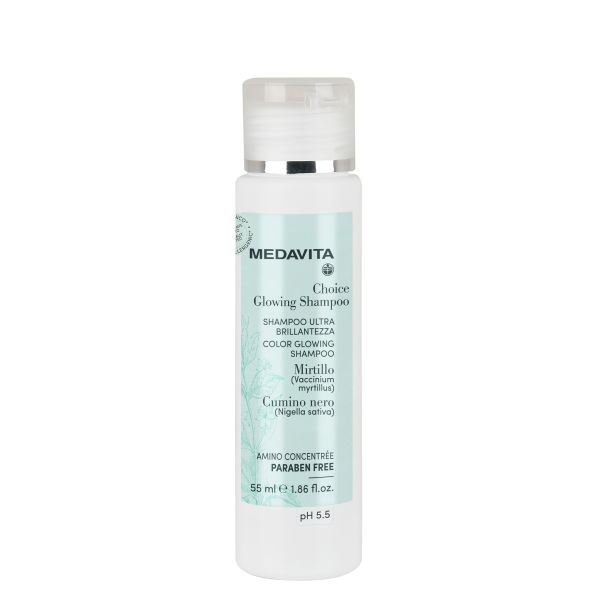 MEDAVITA
Choice
Glowing Shampoo
SHAMPOO ULTRA
BRILLANTEZZA
COLOR GLOWING
SHAMPOO
Mirtillo
(Vaccinium
myrtillus)
Cumino nero
(Nigella sativa)
AMINO CONCENTRÉE
PARABEN FREE
55 ml ℮ 1.86 fl.oz.
pH 5.5